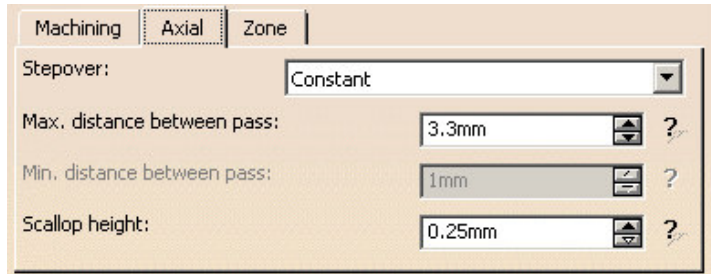 Machining Axial Zone
Stepover: Constant
Max. distance between pass: 3.3mm ?
Min. distance between pass: 1mm ?
Scallop height: 0.25mm ?